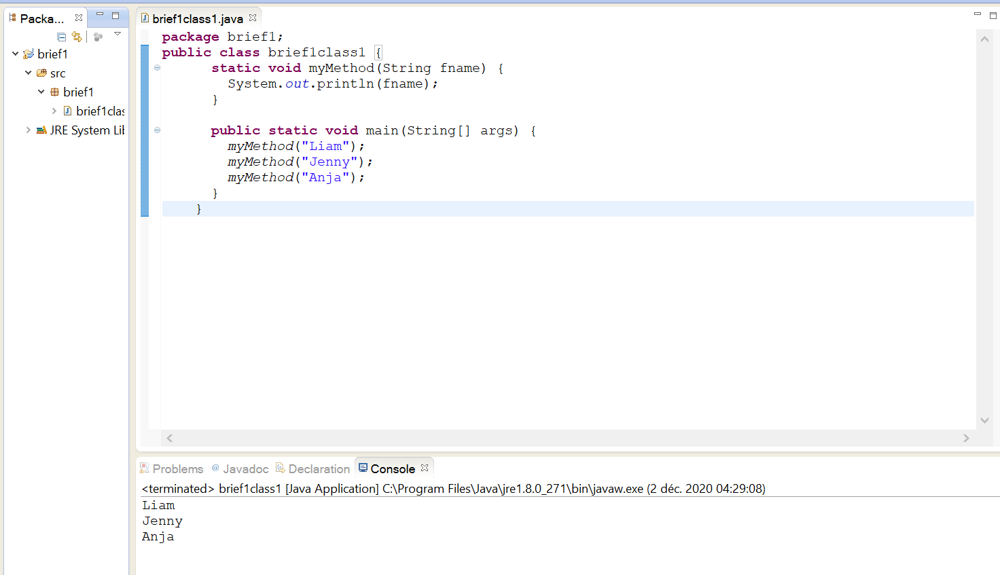 Packa...
brief1
src
brief1
brief1clas
JRE System Lib
brief1class1.java
package brief1;
public class brief1class1 {
static void myMethod(String fname) {
System.out.println(fname);
}
public static void main(String[] args) {
myMethod("Liam");
myMethod("Jenny");
myMethod("Anja");
}
}
Problems @ Javadoc Declaration Console
<terminated> brief1class1 [Java Application] C:\Program Files\Java\jre1.8.0_271\bin\javaw.exe (2 déc. 2020 04:29:08)
Liam
Jenny
Anja